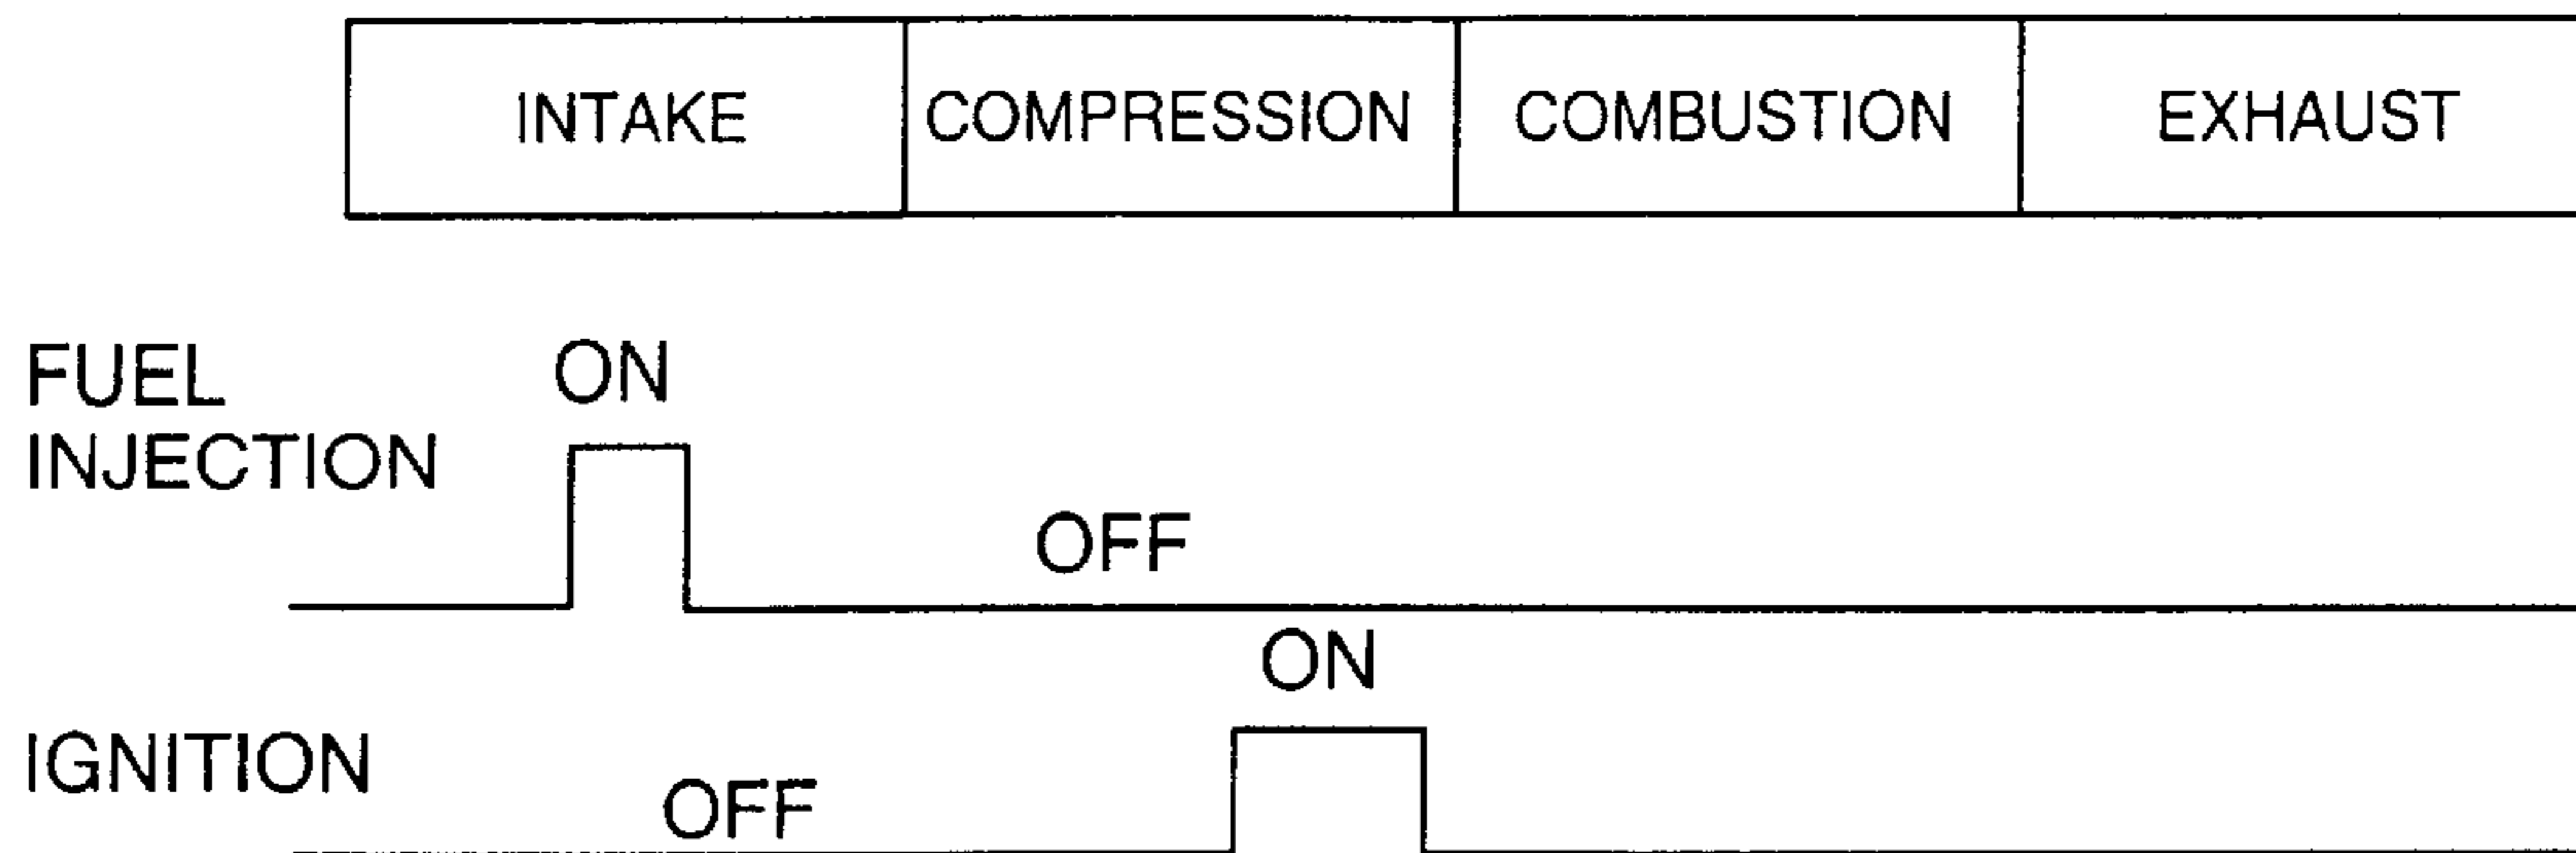 INTAKE COMPRESSION COMBUSTION EXHAUST
FUEL
INJECTION
ON
OFF
IGNITION
ON
OFF